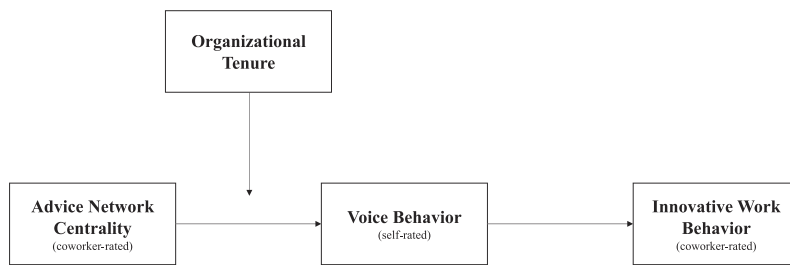 Organizational
Tenure
Advice Network
Centrality
(coworker-rated)
Voice Behavior
(self-rated)
Innovative Work
Behavior
(coworker-rated)